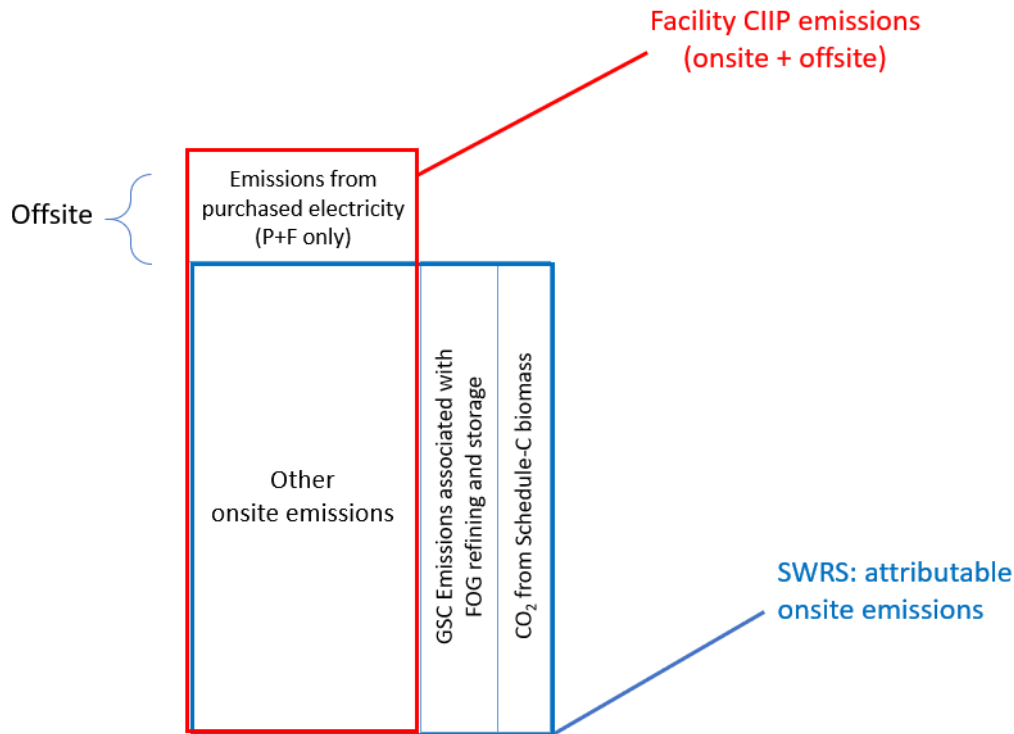 Facility CIIP emissions
(onsite + offsite)
Emissions from
purchased electricity
(P+F only)
Offsite
Other
onsite emissions
GSC Emissions associated with
FOG refining and storage
CO₂ from Schedule-C biomass
SWRS: attributable
onsite emissions